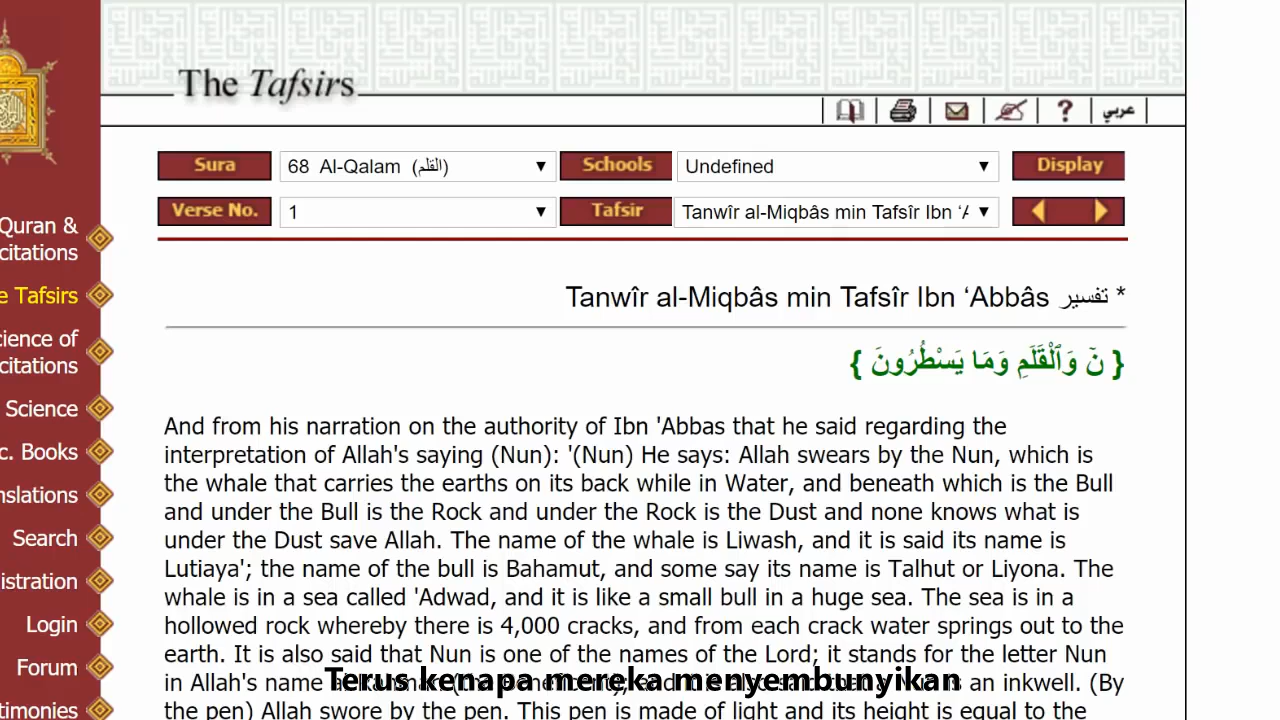 The Tafsirs
? عربي
Sura 68 Al-Qalam (القلم) Schools Undefined Display
Verse No. 1 Tafsir Tanwîr al-Miqbâs min Tafsîr Ibn ‘A
Quran &
citations
e Tafsirs
cience of
citations
Science
c. Books
nslations
Search
istration
Login
Forum
timonies
Tanwîr al-Miqbâs min Tafsîr Ibn ‘Abbâs تفسير *
{ نۤ وَٱلْقَلَمِ وَمَا يَسْطُرُونَ }
And from his narration on the authority of Ibn 'Abbas that he said regarding the
interpretation of Allah's saying (Nun): '(Nun) He says: Allah swears by the Nun, which is
the whale that carries the earths on its back while in Water, and beneath which is the Bull
and under the Bull is the Rock and under the Rock is the Dust and none knows what is
under the Dust save Allah. The name of the whale is Liwash, and it is said its name is
Lutiaya'; the name of the bull is Bahamut, and some say its name is Talhut or Liyona. The
whale is in a sea called 'Adwad, and it is like a small bull in a huge sea. The sea is in a
hollowed rock whereby there is 4,000 cracks, and from each crack water springs out to the
earth. It is also said that Nun is one of the names of the Lord; it stands for the letter Nun
in Allah's name is an inkwell. (By
the pen) Allah swore by the pen. This pen is made of light and its height is equal to the
Terus kenapa mereka menyembunyikan